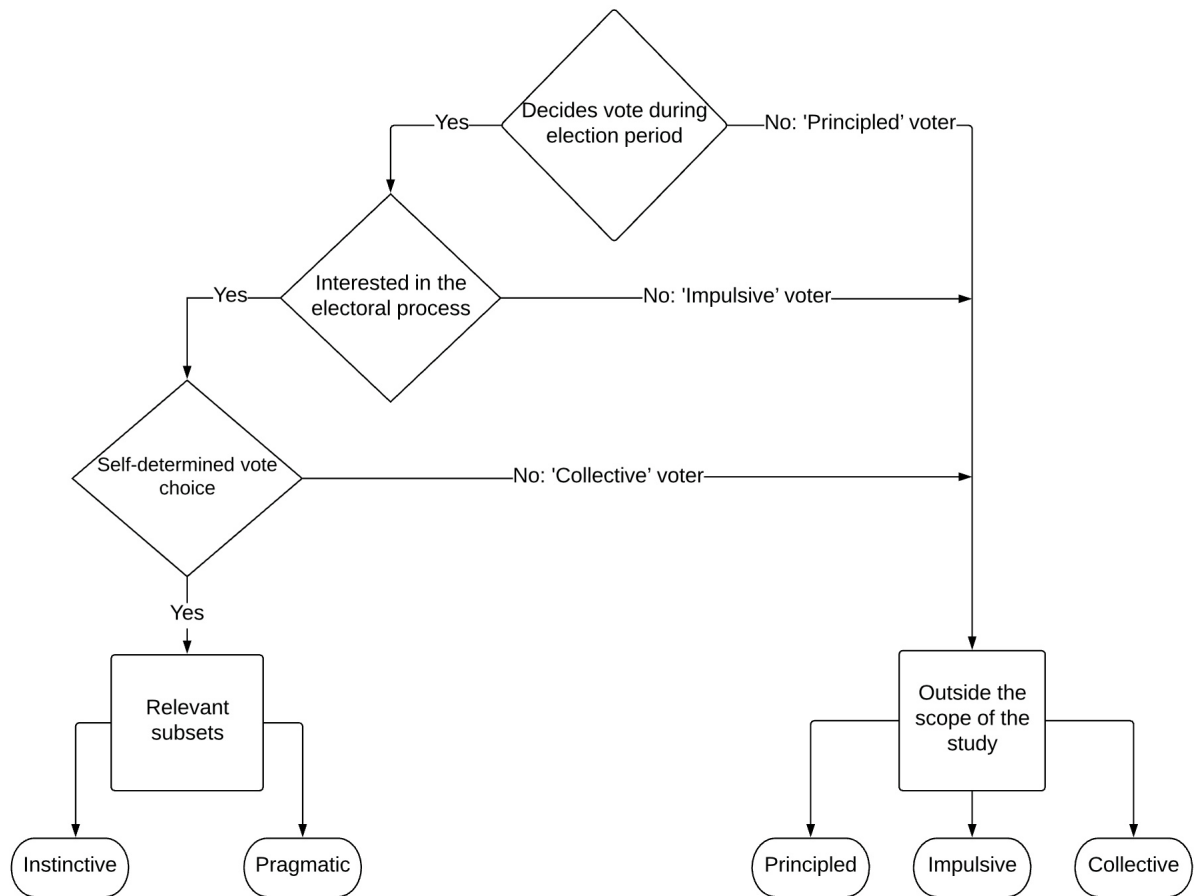 Decides vote during
election period
Yes
No: 'Principled’ voter
Interested in the
electoral process
Yes
No: 'Impulsive’ voter
Self-determined vote
choice
No: 'Collective’ voter
Yes
Relevant
subsets
Outside the
scope of the
study
Instinctive
Pragmatic
Principled
Impulsive
Collective